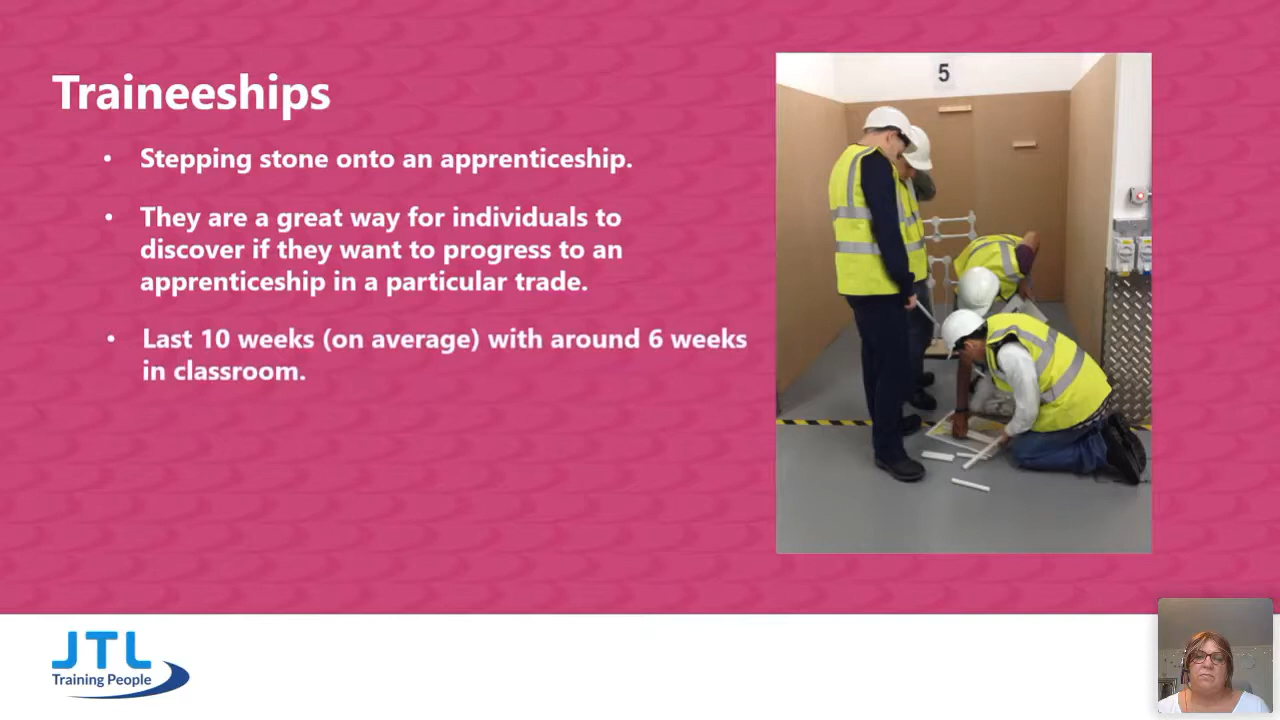 Traineeships
• Stepping stone onto an apprenticeship.
• They are a great way for individuals to
discover if they want to progress to an
apprenticeship in a particular trade.
• Last 10 weeks (on average) with around 6 weeks
in classroom.
5
JTL
Training People